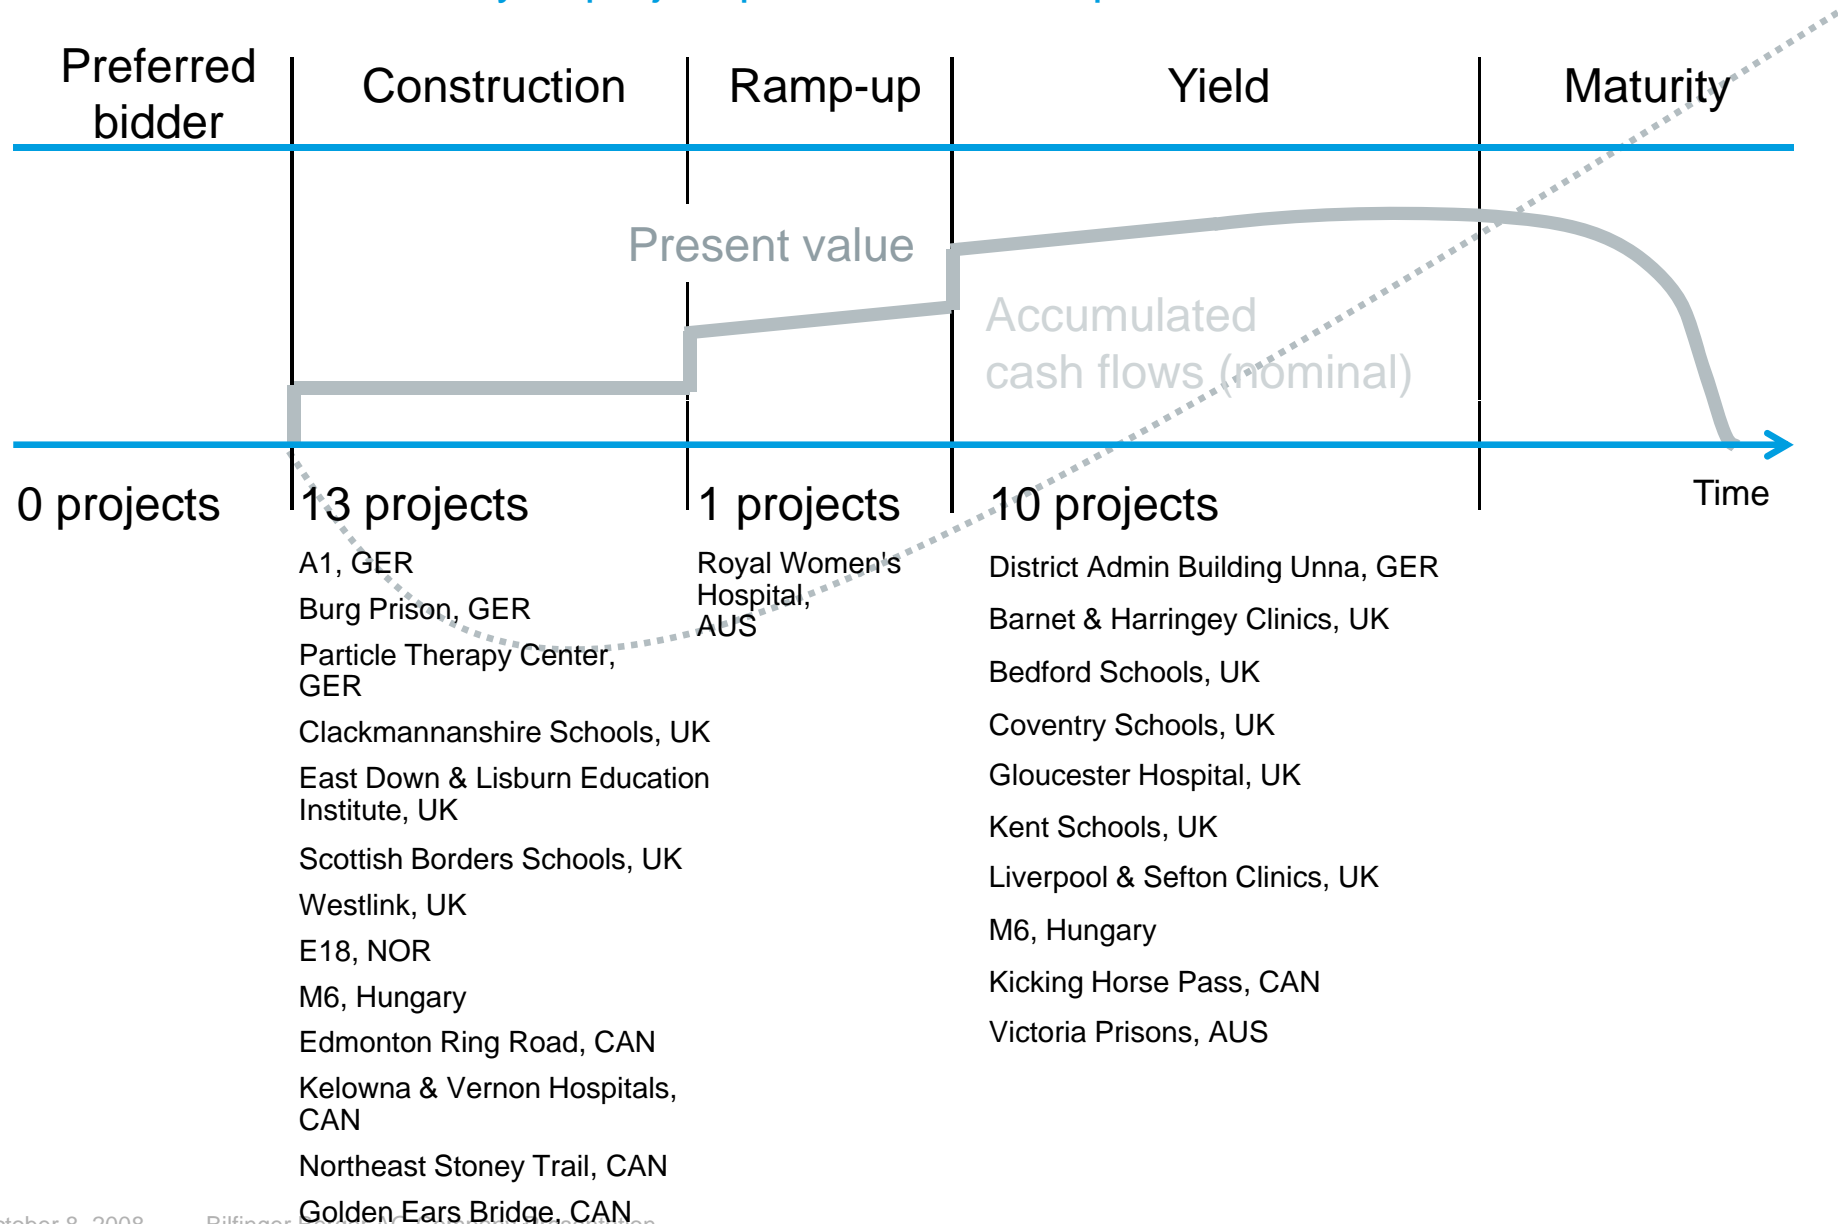 Preferred
bidder
Construction
Ramp-up
Yield
Maturity
Present value
Accumulated
cash flows (nominal)
0 projects
13 projects
1 projects
10 projects
Time
A1, GER
Burg Prison, GER
Particle Therapy Center,
GER
Clackmannanshire Schools, UK
East Down & Lisburn Education
Institute, UK
Scottish Borders Schools, UK
Westlink, UK
E18, NOR
M6, Hungary
Edmonton Ring Road, CAN
Kelowna & Vernon Hospitals,
CAN
Northeast Stoney Trail, CAN
Golden Ears Bridge, CAN
Royal Women's
Hospital,
AUS
District Admin Building Unna, GER
Barnet & Harringey Clinics, UK
Bedford Schools, UK
Coventry Schools, UK
Gloucester Hospital, UK
Kent Schools, UK
Liverpool & Sefton Clinics, UK
M6, Hungary
Kicking Horse Pass, CAN
Victoria Prisons, AUS
8, 2008
Bilfinger